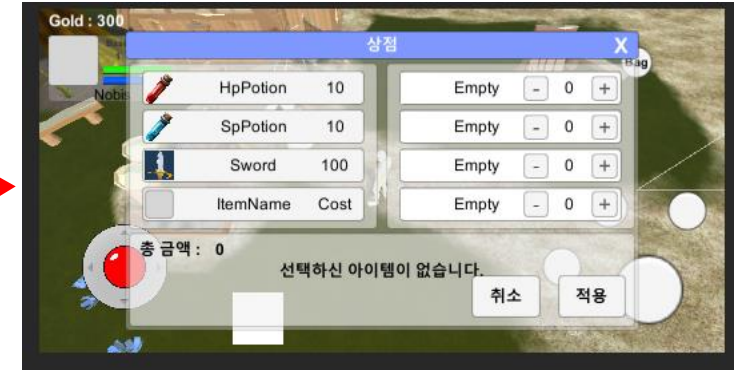 Gold : 300
상점 X
Bag
Nobis
HpPotion 10 Empty - 0 +
SpPotion 10 Empty - 0 +
Sword 100 Empty - 0 +
ItemName Cost Empty - 0 +
총 금액 : 0
선택하신 아이템이 없습니다.
취소 적용